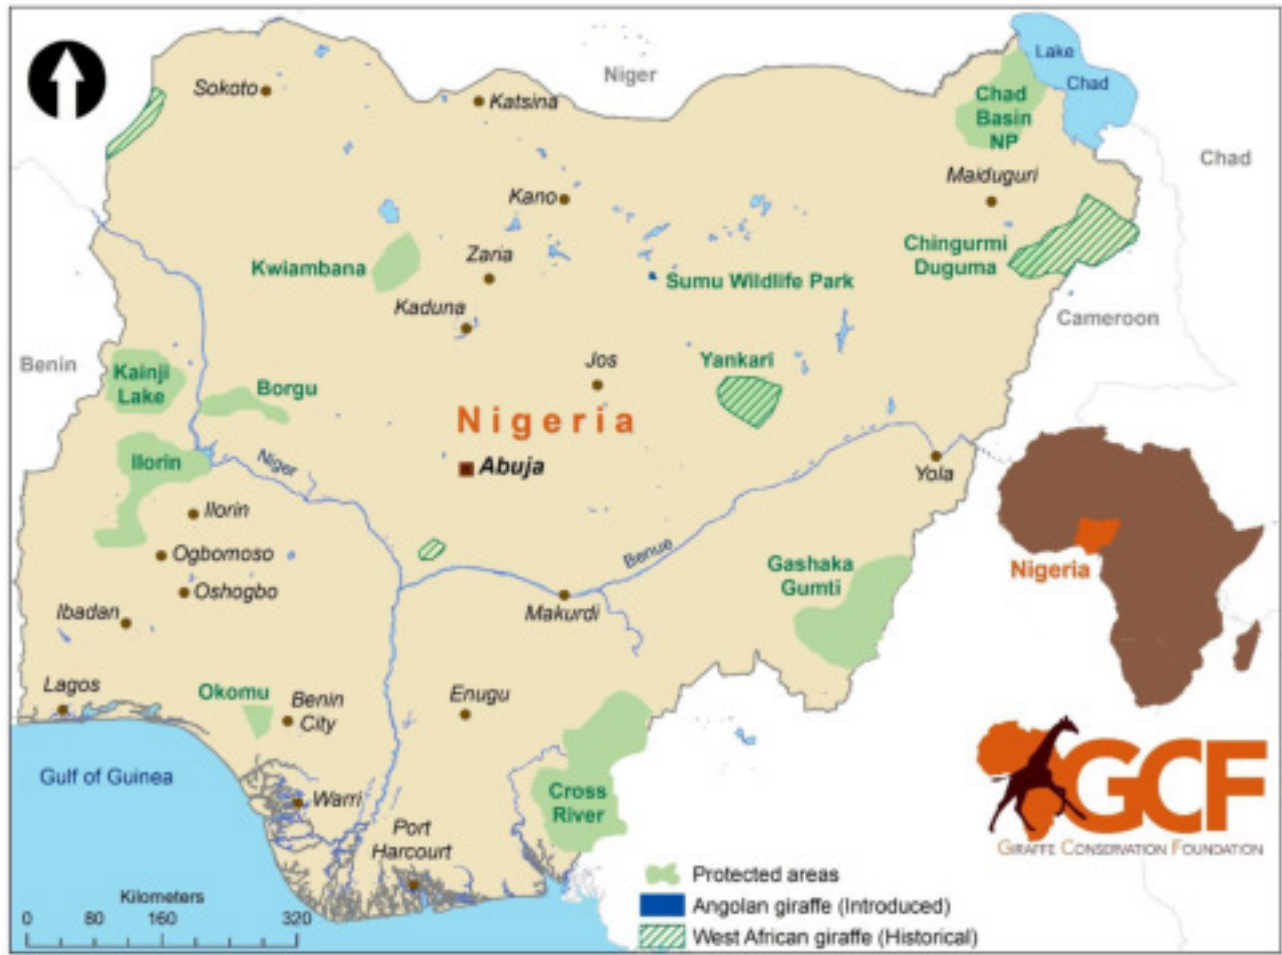 Niger
Lake
Chad
Sokoto
Katsina
Chad
Basin
NP
Chad
Maiduguri
Kano
Chingurmi
Duguma
Kwiambana
Zaria
Sumu Wildlife Park
Kaduna
Cameroon
Benin
Kainji
Lake
Borgu
Jos
Yankari
Nigeria
Abuja
Ilorin
Niger
Yola
Ilorin
Ogbomoso
Oshogbo
Ibadan
Benue
Makurdi
Gashaka
Gumti
Nigeria
Lagos
Okomu
Benin
City
Enugu
Gulf of Guinea
Warri
Port
Harcourt
Cross
River
GCF
GIRAFFE CONSERVATION FOUNDATION
Protected areas
Angolan giraffe (Introduced)
West African giraffe (Historical)
Kilometers
0 80 160 320